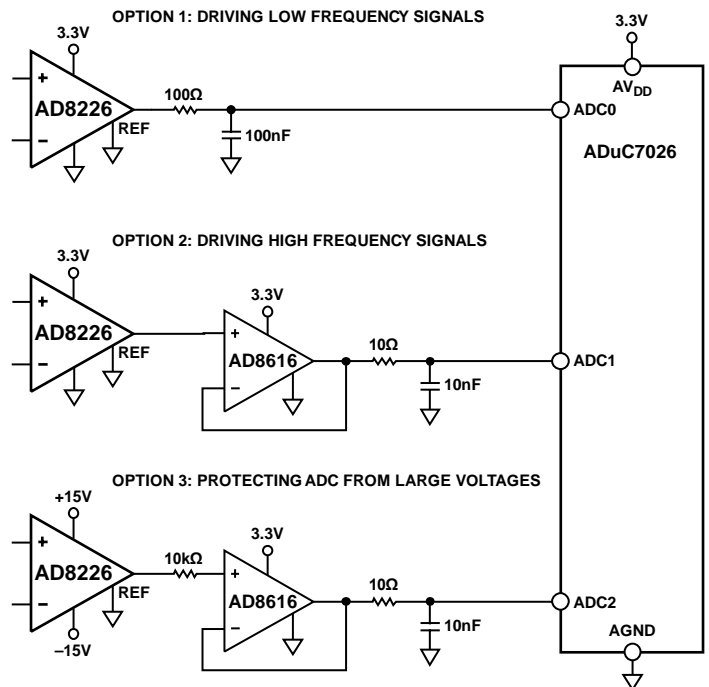 OPTION 1: DRIVING LOW FREQUENCY SIGNALS
3.3V
+
AD8226
−
REF
100Ω
100nF
3.3V
AVDD
ADC0
ADuC7026
OPTION 2: DRIVING HIGH FREQUENCY SIGNALS
3.3V
+
AD8226
−
REF
3.3V
+
AD8616
−
10Ω
10nF
ADC1
OPTION 3: PROTECTING ADC FROM LARGE VOLTAGES
+15V
+
AD8226
−
REF
−15V
10kΩ
3.3V
+
AD8616
−
10Ω
10nF
ADC2
AGND